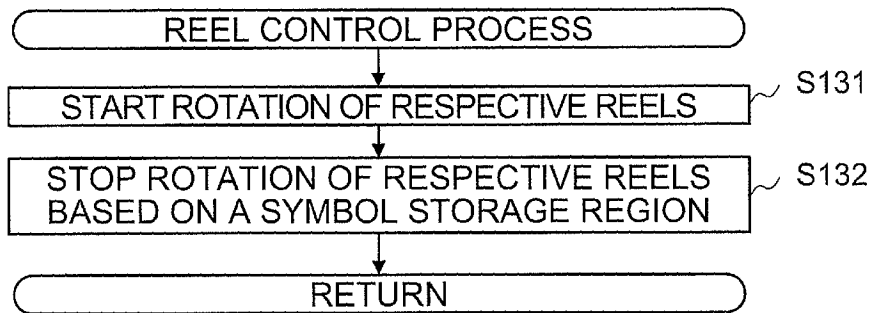 REEL CONTROL PROCESS
START ROTATION OF RESPECTIVE REELS
S131
STOP ROTATION OF RESPECTIVE REELS
BASED ON A SYMBOL STORAGE REGION
S132
RETURN